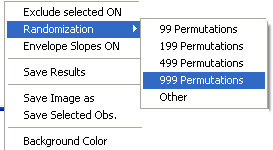 Exclude selected ON
Randomization
Envelope Slopes ON
Save Results
Save Image as
Save Selected Obs.
Background Color
99 Permutations
199 Permutations
499 Permutations
999 Permutations
Other